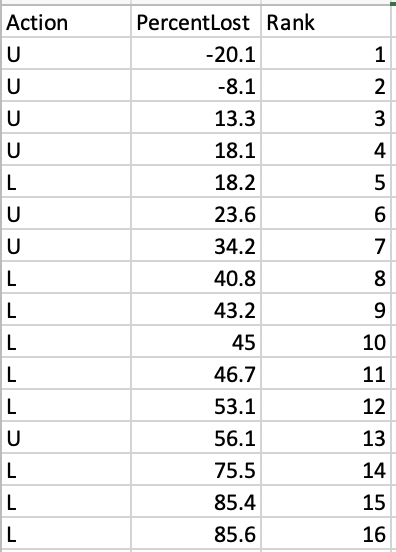 Action PercentLost Rank
U -20.1 1
U -8.1 2
U 13.3 3
U 18.1 4
L 18.2 5
U 23.6 6
U 34.2 7
L 40.8 8
L 43.2 9
L 45 10
L 46.7 11
L 53.1 12
U 56.1 13
L 75.5 14
L 85.4 15
L 85.6 16